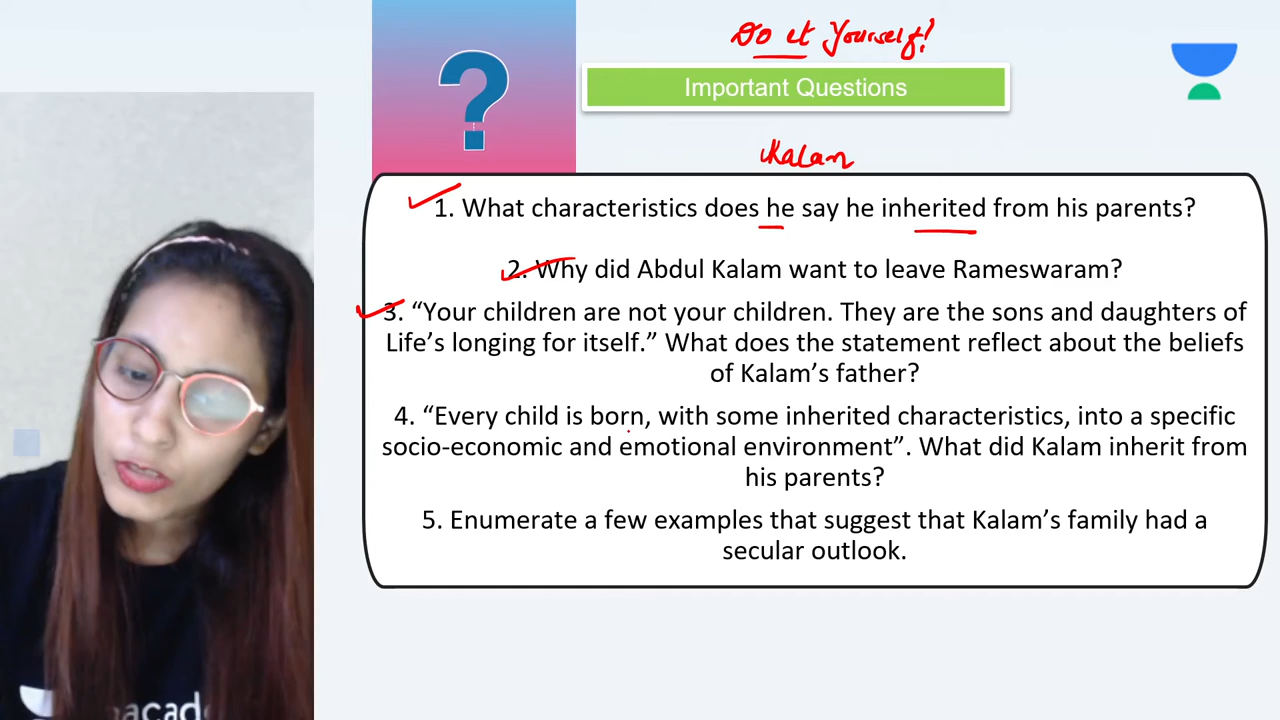 Do it Yourself!
Important Questions
Kalam
1. What characteristics does he say he inherited from his parents?
2. Why did Abdul Kalam want to leave Rameswaram?
3. “Your children are not your children. They are the sons and daughters of
Life’s longing for itself.” What does the statement reflect about the beliefs
of Kalam’s father?
4. “Every child is born, with some inherited characteristics, into a specific
socio-economic and emotional environment”. What did Kalam inherit from
his parents?
5. Enumerate a few examples that suggest that Kalam’s family had a
secular outlook.